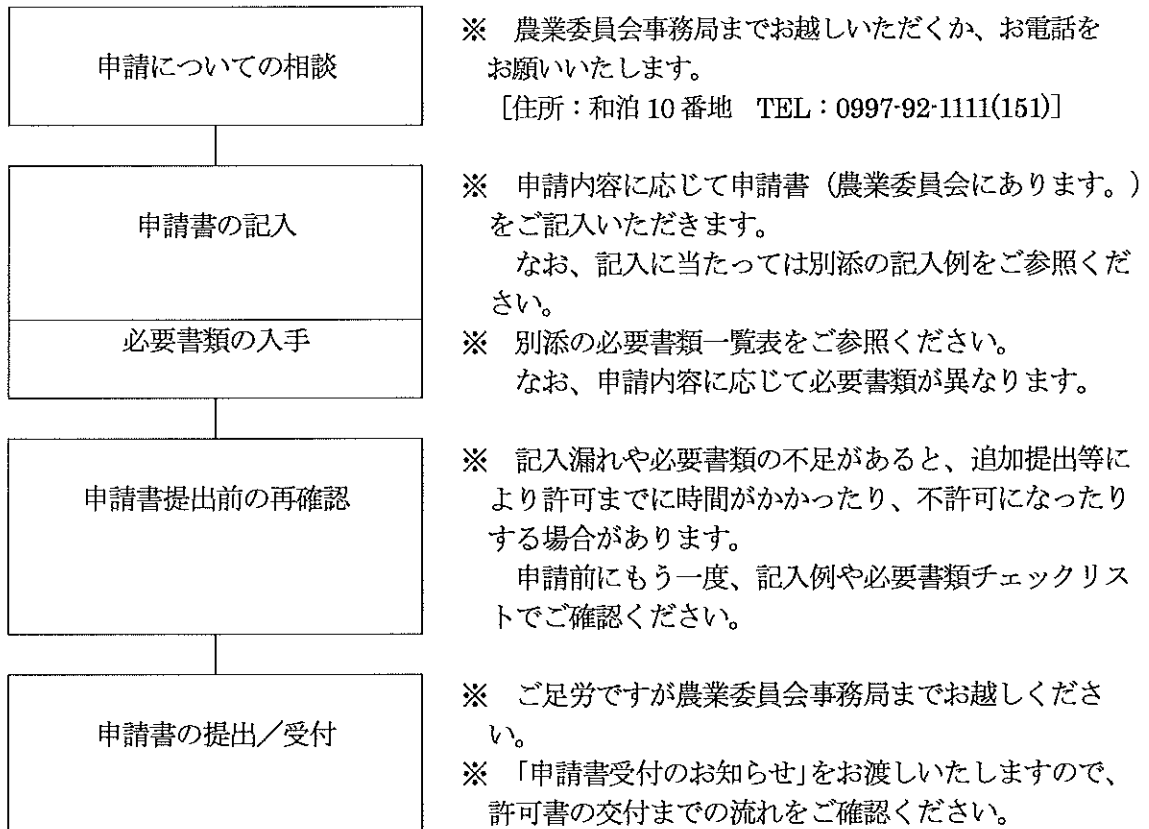 申請についての相談
※ 農業委員会事務局までお越しいただくか、お電話を
お願いいたします。
［住所：和泊 10 番地 TEL：0997-92-1111(151)］
申請書の記入
※ 申請内容に応じて申請書（農業委員会にあります。）
をご記入いただきます。
なお、記入に当たっては別添の記入例をご参照くだ
さい。
必要書類の入手
※ 別添の必要書類一覧表をご参照ください。
なお、申請内容に応じて必要書類が異なります。
申請書提出前の再確認
※ 記入漏れや必要書類の不足があると、追加提出等に
より許可までに時間がかかったり、不許可になったり
する場合があります。
申請前にもう一度、記入例や必要書類チェックリス
トでご確認ください。
申請書の提出／受付
※ ご足労ですが農業委員会事務局までお越しくださ
い。
※ 「申請書受付のお知らせ」をお渡しいたしますので、
許可書の交付までの流れをご確認ください。